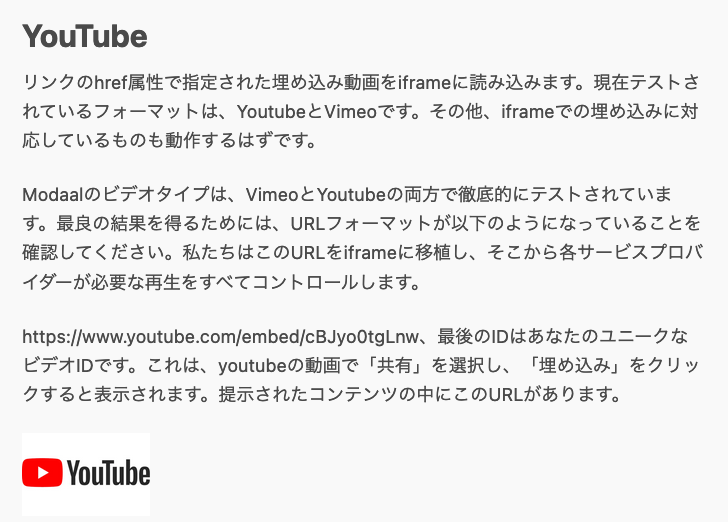 YouTube
リンクのhref属性で指定された埋め込み動画をiframeに読み込みます。現在テストさ
れているフォーマットは、YoutubeとVimeoです。その他、iframeでの埋め込みに対
応しているものも動作するはずです。
Modaalのビデオタイプは、VimeoとYoutubeの両方で徹底的にテストされていま
す。最良の結果を得るためには、URLフォーマットが以下のようになっていることを
確認してください。私たちはこのURLをiframeに移植し、そこから各サービスプロバ
イダーが必要な再生をすべてコントロールします。
https://www.youtube.com/embed/cBJyo0tgLnw、最後のIDはあなたのユニークな
ビデオIDです。これは、youtubeの動画で「共有」を選択し、「埋め込み」をクリッ
クすると表示されます。提示されたコンテンツの中にこのURLがあります。
YouTube